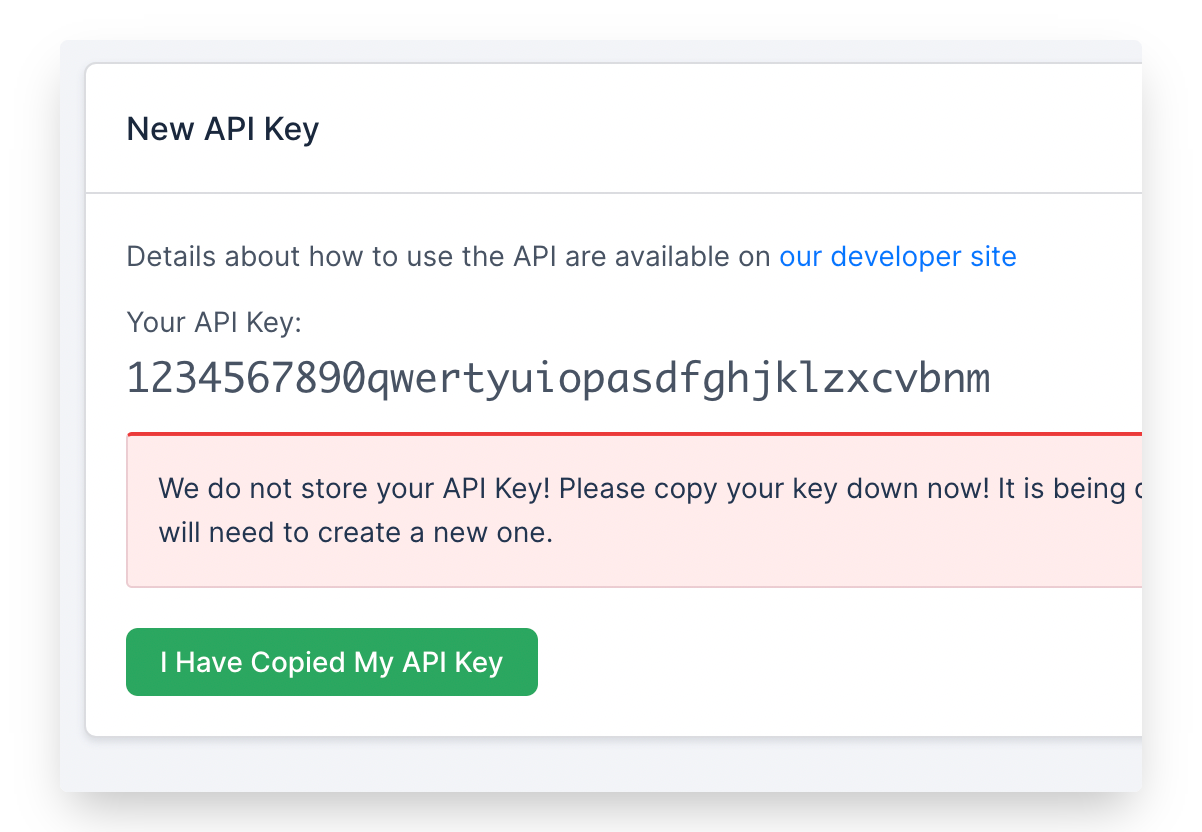 New API Key
Details about how to use the API are available on our developer site
Your API Key:
1234567890qwertyuiopasdfghjklzxcvbnm
We do not store your API Key! Please copy your key down now! It is being
will need to create a new one.
I Have Copied My API Key